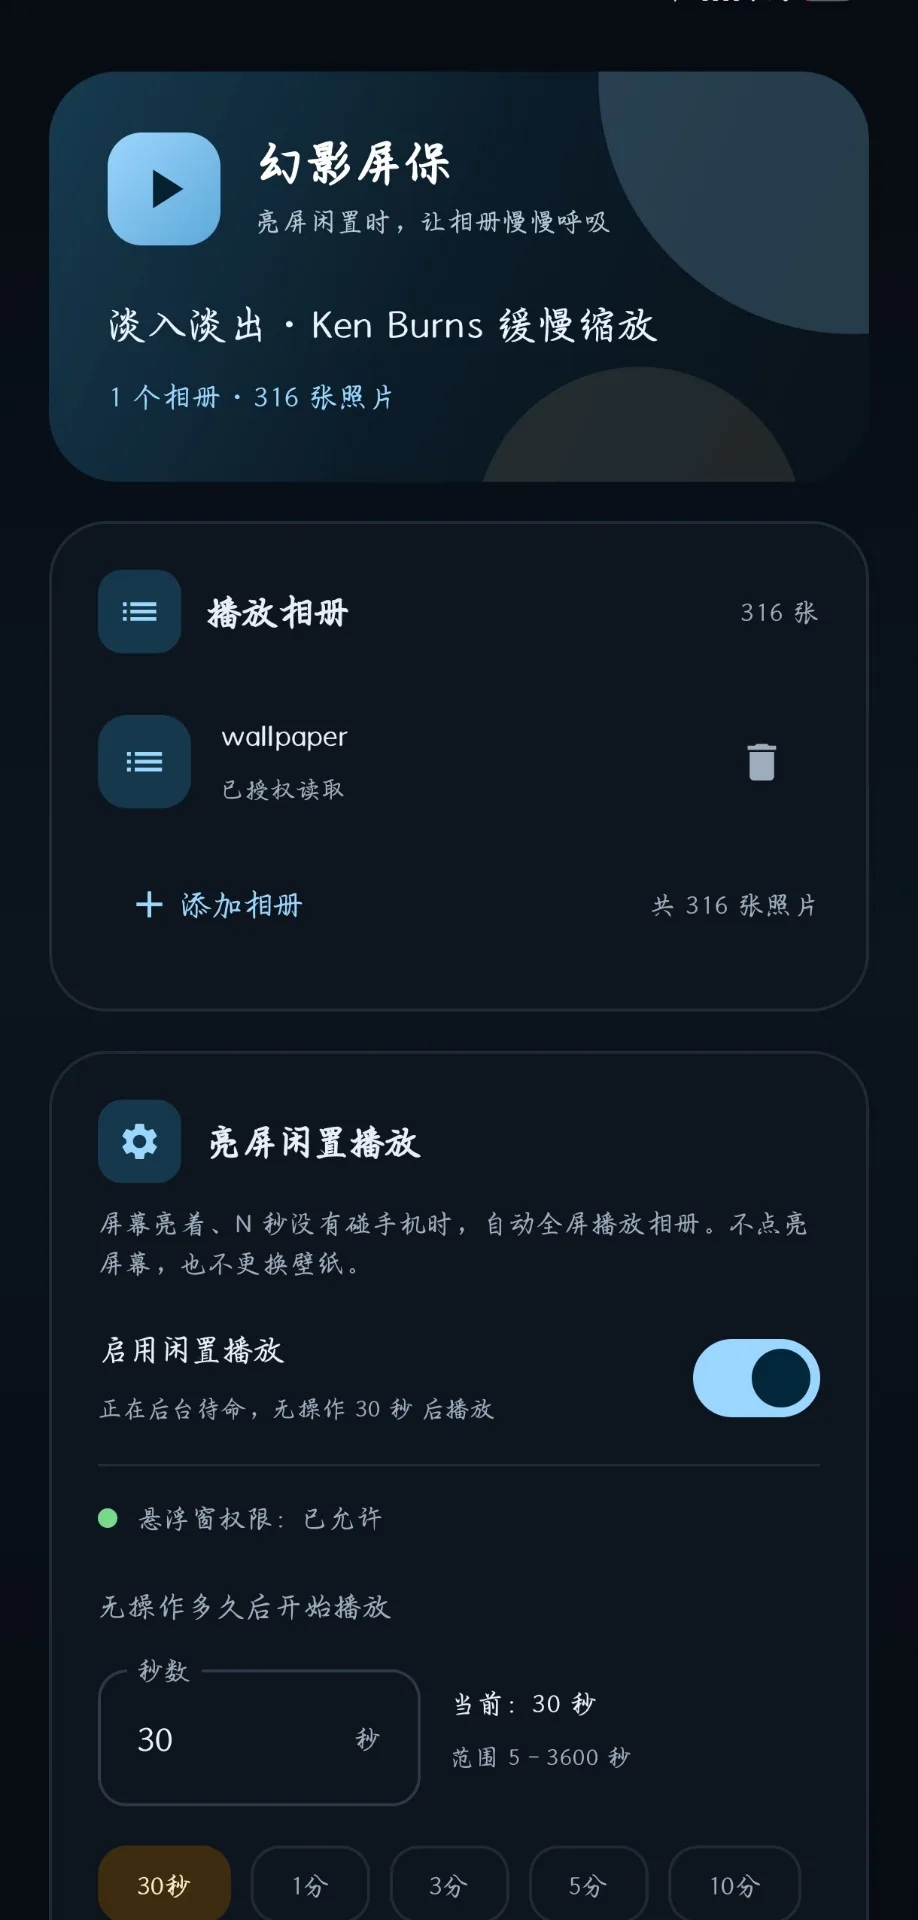 幻影屏保
亮屏闲置时，让相册慢慢呼吸
淡入淡出 · Ken Burns 缓慢缩放
1 个相册 · 316 张照片
播放相册
316 张
wallpaper
已授权读取
添加相册
共 316 张照片
亮屏闲置播放
屏幕亮着、N 秒没有碰手机时，自动全屏播放相册。不点亮
屏幕，也不更换壁纸。
启用闲置播放
正在后台待命，无操作 30 秒 后播放
悬浮窗权限：已允许
无操作多久后开始播放
秒数
30 秒
当前：30 秒
范围 5 – 3600 秒
30秒 1分 3分 5分 10分